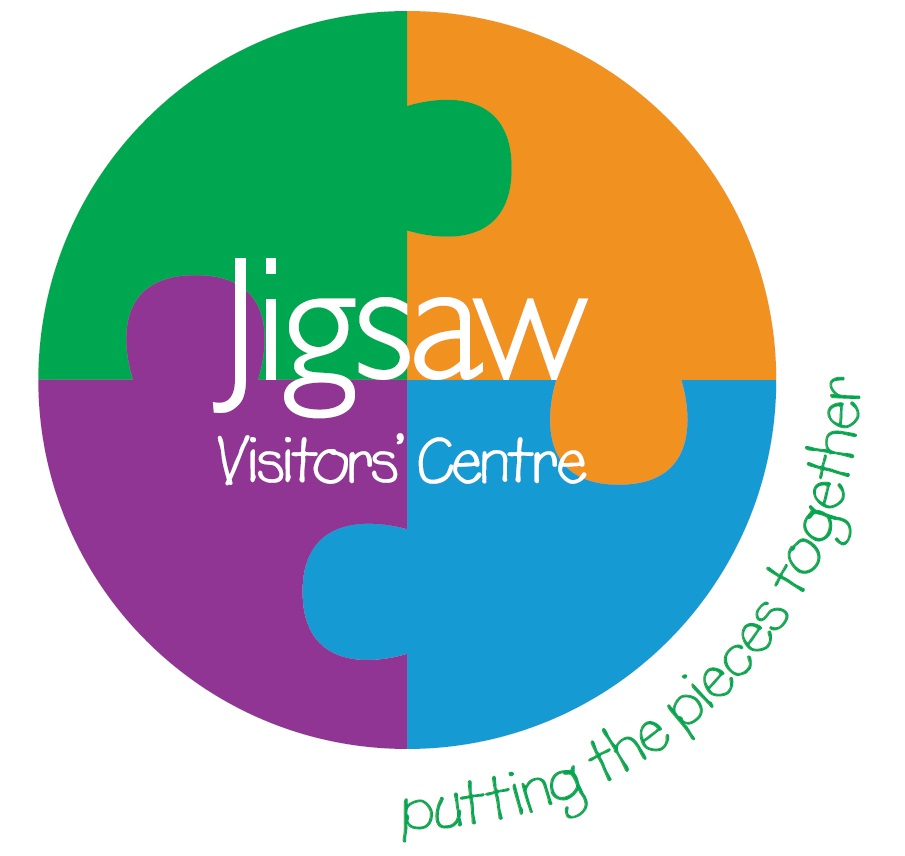 Jigsaw
Visitors' Centre
putting the pieces together